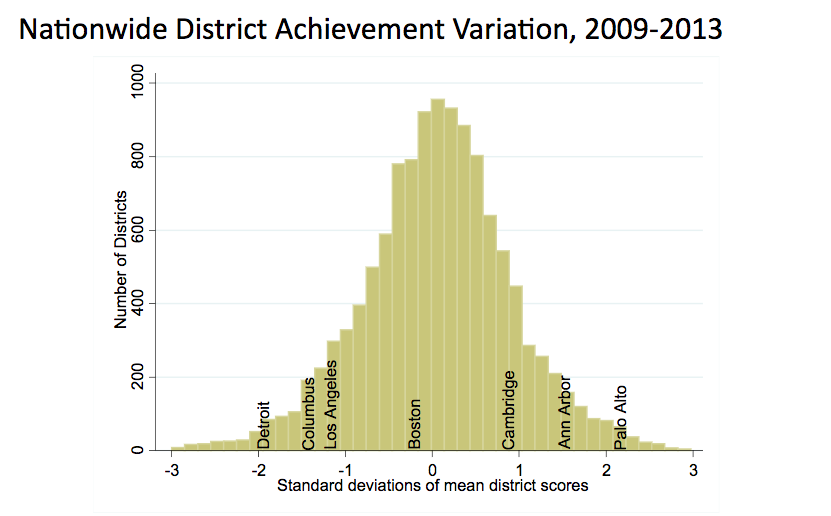 Nationwide District Achievement Variation, 2009-2013
Number of Districts
1000
800
600
400
200
0
Detroit
Columbus
Los Angeles
Boston
Cambridge
Ann Arbor
Palo Alto
-3 -2 -1 0 1 2 3
Standard deviations of mean district scores